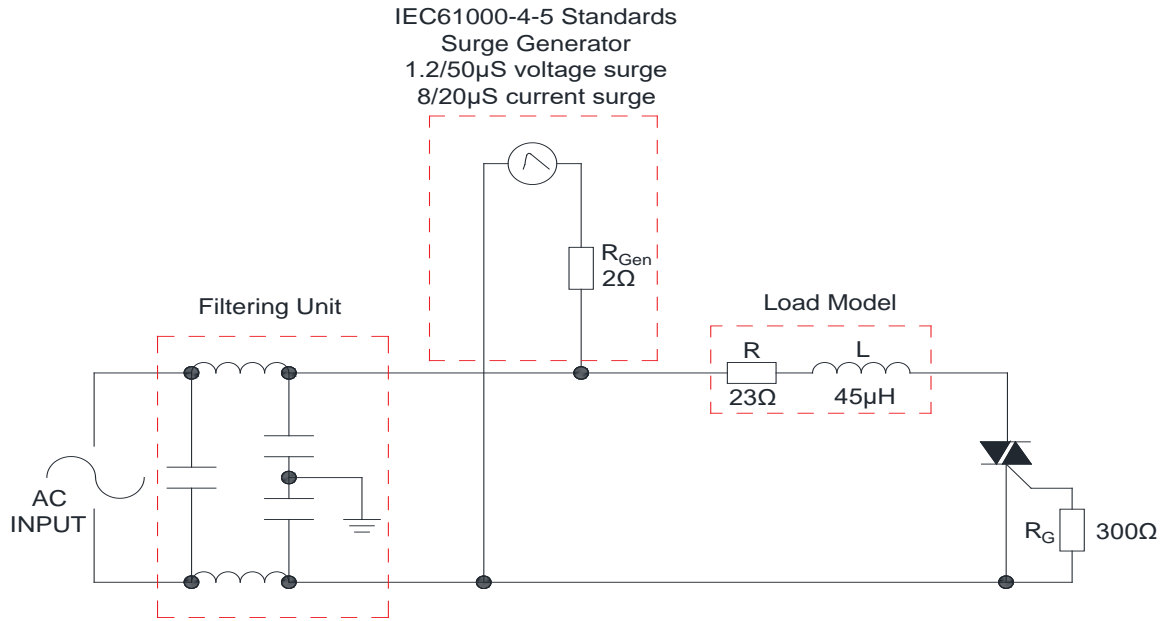 IEC61000-4-5 Standards
Surge Generator
1.2/50µS voltage surge
8/20µS current surge
RGen
2Ω
Filtering Unit
Load Model
R
L
23Ω
45µH
AC
INPUT
RG
300Ω